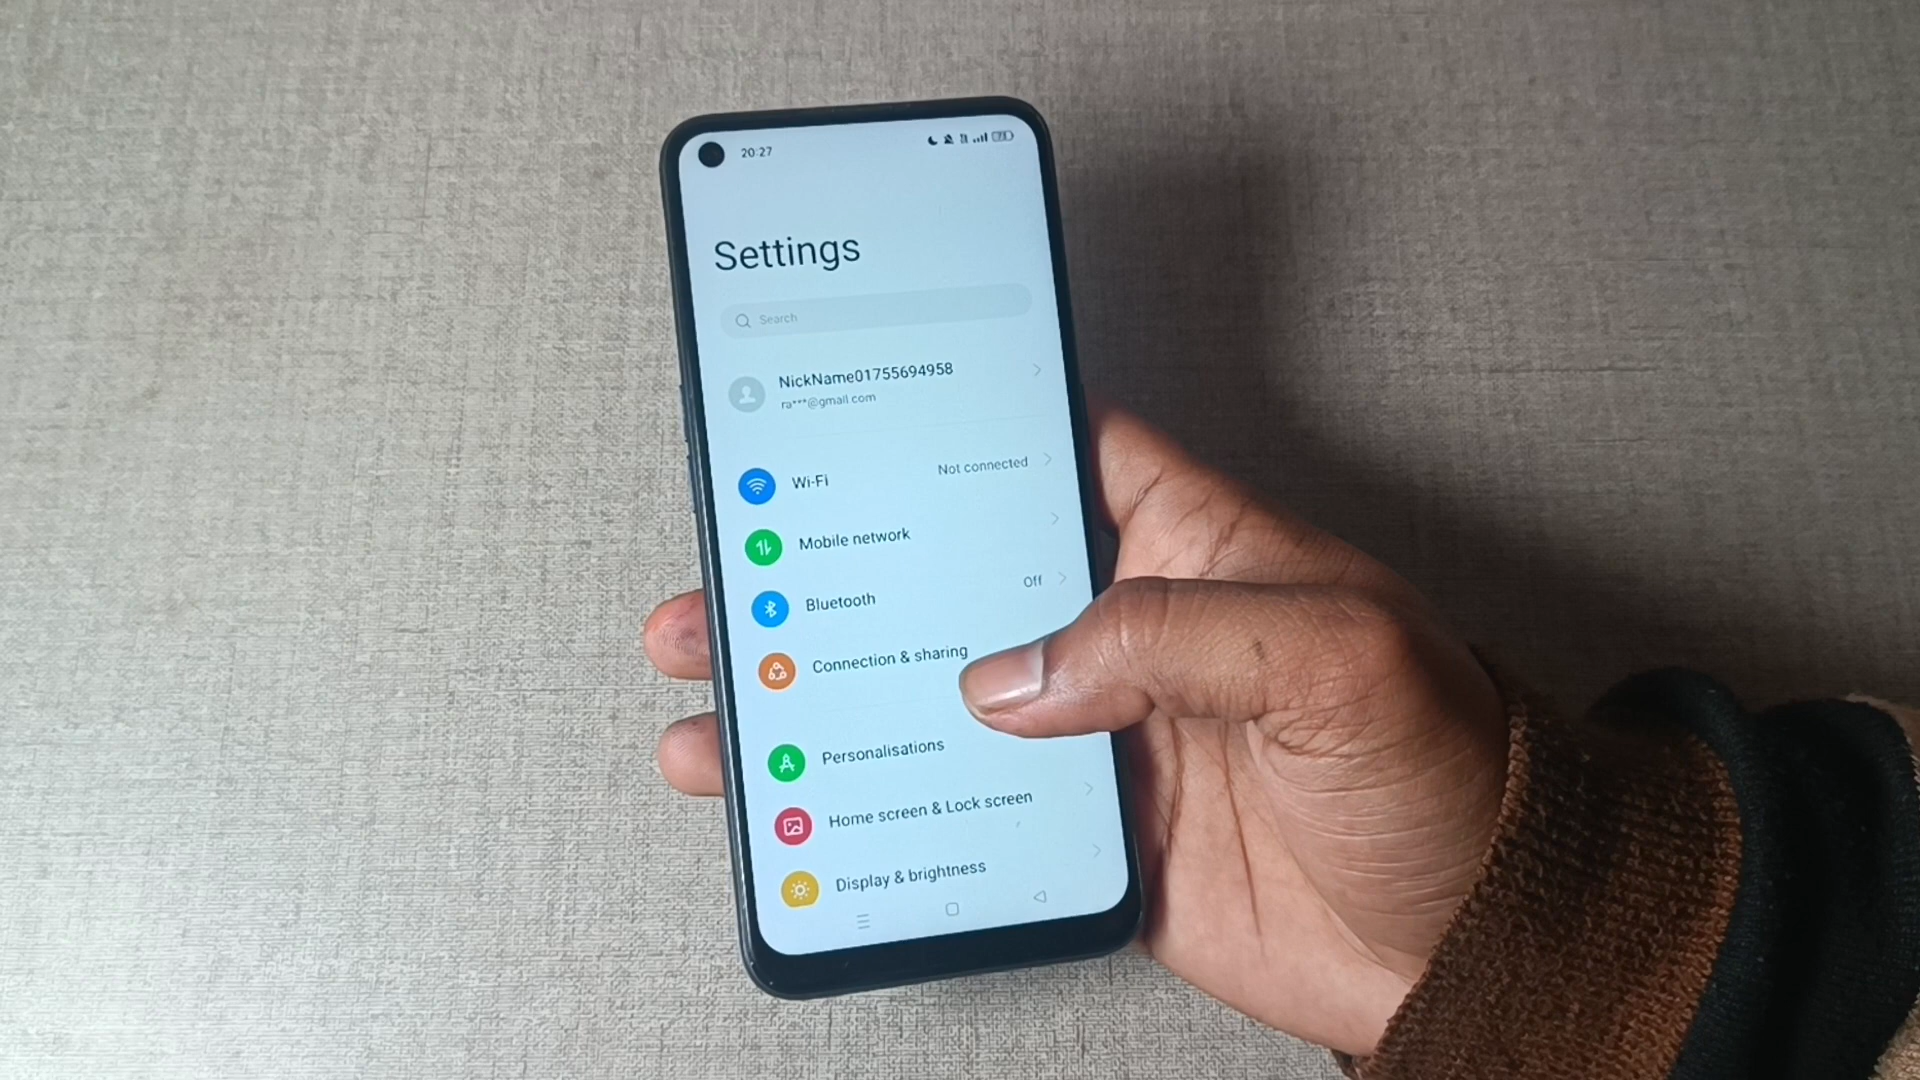 20:27
Settings
Search
NickName01755694958
ra***@gmail.com
Wi-Fi Not connected
Mobile network
Bluetooth Off
Connection & sharing
Personalisations
Home screen & Lock screen
Display & brightness